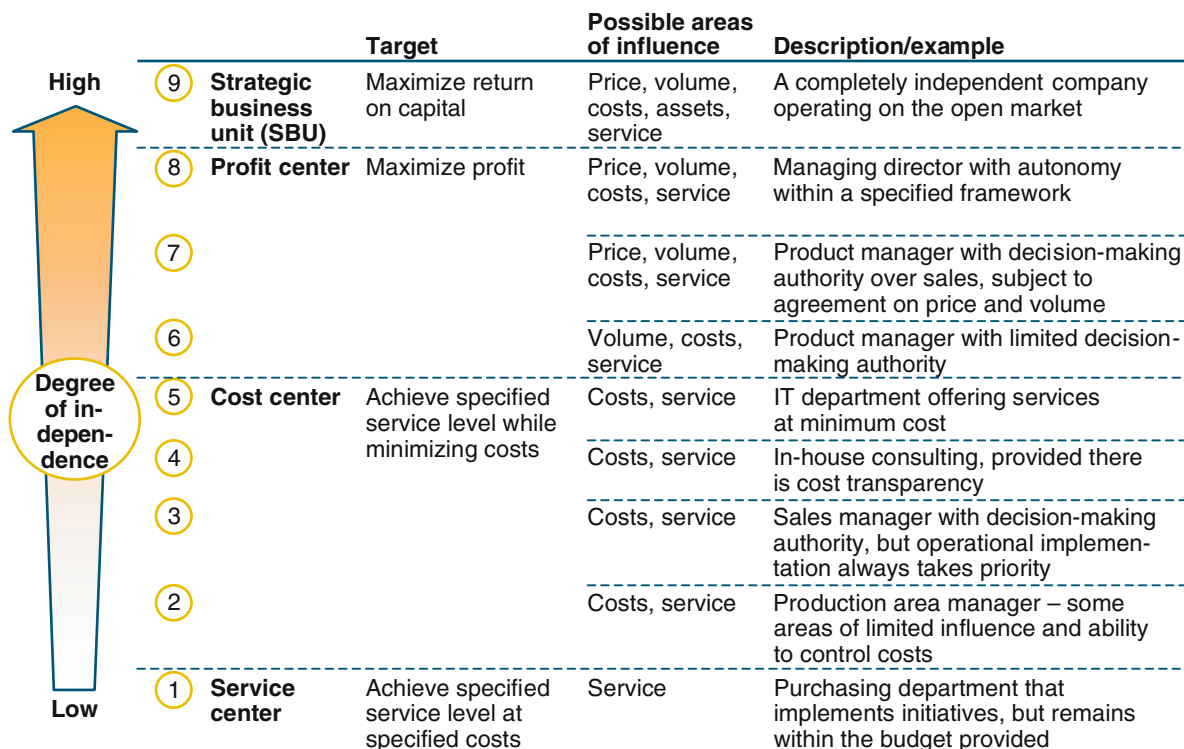 Target
Possible areas
of influence
Description/example
High
Degree
of in-
depen-
dence
Low
9
Strategic
business
unit (SBU)
Maximize return
on capital
Price, volume,
costs, assets,
service
A completely independent company
operating on the open market
8
Profit center
Maximize profit
Price, volume,
costs, service
Managing director with autonomy
within a specified framework
7
Price, volume,
costs, service
Product manager with decision-making
authority over sales, subject to
agreement on price and volume
6
Volume, costs,
service
Product manager with limited decision-
making authority
5
Cost center
Achieve specified
service level while
minimizing costs
Costs, service
IT department offering services
at minimum cost
4
Costs, service
In-house consulting, provided there
is cost transparency
3
Costs, service
Sales manager with decision-making
authority, but operational implemen-
tation always takes priority
2
Costs, service
Production area manager – some
areas of limited influence and ability
to control costs
1
Service
center
Achieve specified
service level at
specified costs
Service
Purchasing department that
implements initiatives, but remains
within the budget provided